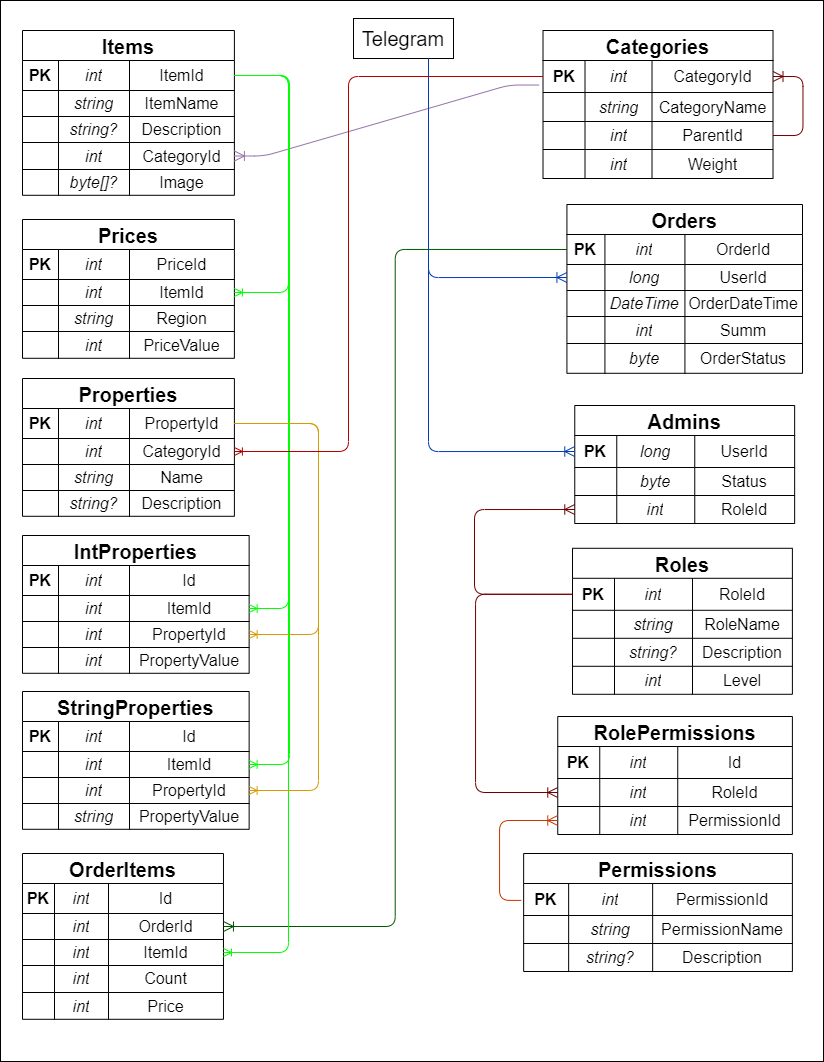 Telegram
Items
PK int ItemId
string ItemName
string? Description
int CategoryId
byte[]? Image
Prices
PK int PriceId
int ItemId
string Region
int PriceValue
Properties
PK int PropertyId
int CategoryId
string Name
string? Description
IntProperties
PK int Id
int ItemId
int PropertyId
int PropertyValue
StringProperties
PK int Id
int ItemId
int PropertyId
string PropertyValue
OrderItems
PK int Id
int OrderId
int ItemId
int Count
int Price
Categories
PK int CategoryId
string CategoryName
int ParentId
int Weight
Orders
PK int OrderId
long UserId
DateTime OrderDateTime
int Summ
byte OrderStatus
Admins
PK long UserId
byte Status
int RoleId
Roles
PK int RoleId
string RoleName
string? Description
int Level
RolePermissions
PK int Id
int RoleId
int PermissionId
Permissions
PK int PermissionId
string PermissionName
string? Description